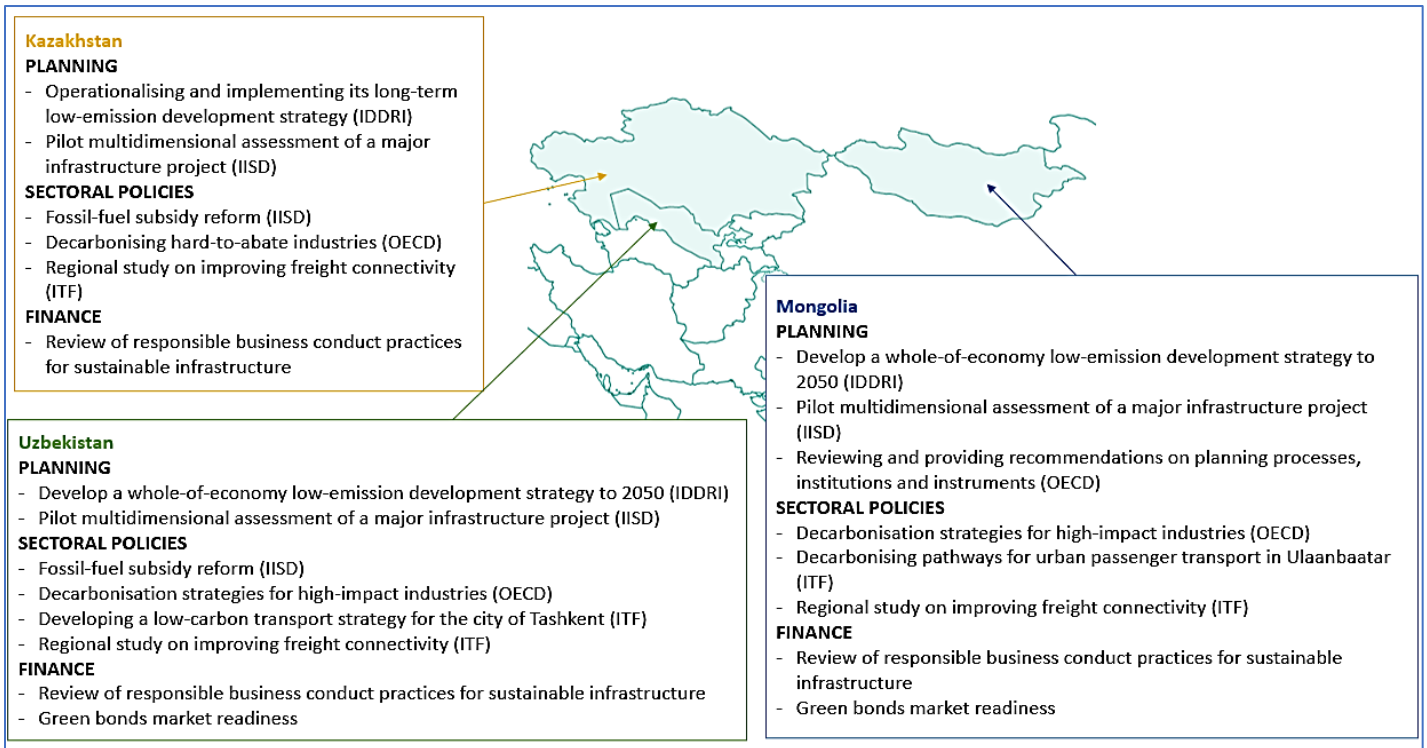 Kazakhstan
PLANNING
- Operationalising and implementing its long-term
low-emission development strategy (IDDRI)
- Pilot multidimensional assessment of a major
infrastructure project (IISD)
SECTORAL POLICIES
- Fossil-fuel subsidy reform (IISD)
- Decarbonising hard-to-abate industries (OECD)
- Regional study on improving freight connectivity
(ITF)
FINANCE
- Review of responsible business conduct practices
for sustainable infrastructure
Uzbekistan
PLANNING
- Develop a whole-of-economy low-emission development strategy to 2050 (IDDRI)
- Pilot multidimensional assessment of a major infrastructure project (IISD)
SECTORAL POLICIES
- Fossil-fuel subsidy reform (IISD)
- Decarbonisation strategies for high-impact industries (OECD)
- Developing a low-carbon transport strategy for the city of Tashkent (ITF)
- Regional study on improving freight connectivity (ITF)
FINANCE
- Review of responsible business conduct practices for sustainable infrastructure
- Green bonds market readiness
Mongolia
PLANNING
- Develop a whole-of-economy low-emission development strategy to
2050 (IDDRI)
- Pilot multidimensional assessment of a major infrastructure project
(IISD)
- Reviewing and providing recommendations on planning processes,
institutions and instruments (OECD)
SECTORAL POLICIES
- Decarbonisation strategies for high-impact industries (OECD)
- Decarbonising pathways for urban passenger transport in Ulaanbaatar
(ITF)
- Regional study on improving freight connectivity (ITF)
FINANCE
- Review of responsible business conduct practices for sustainable
infrastructure
- Green bonds market readiness